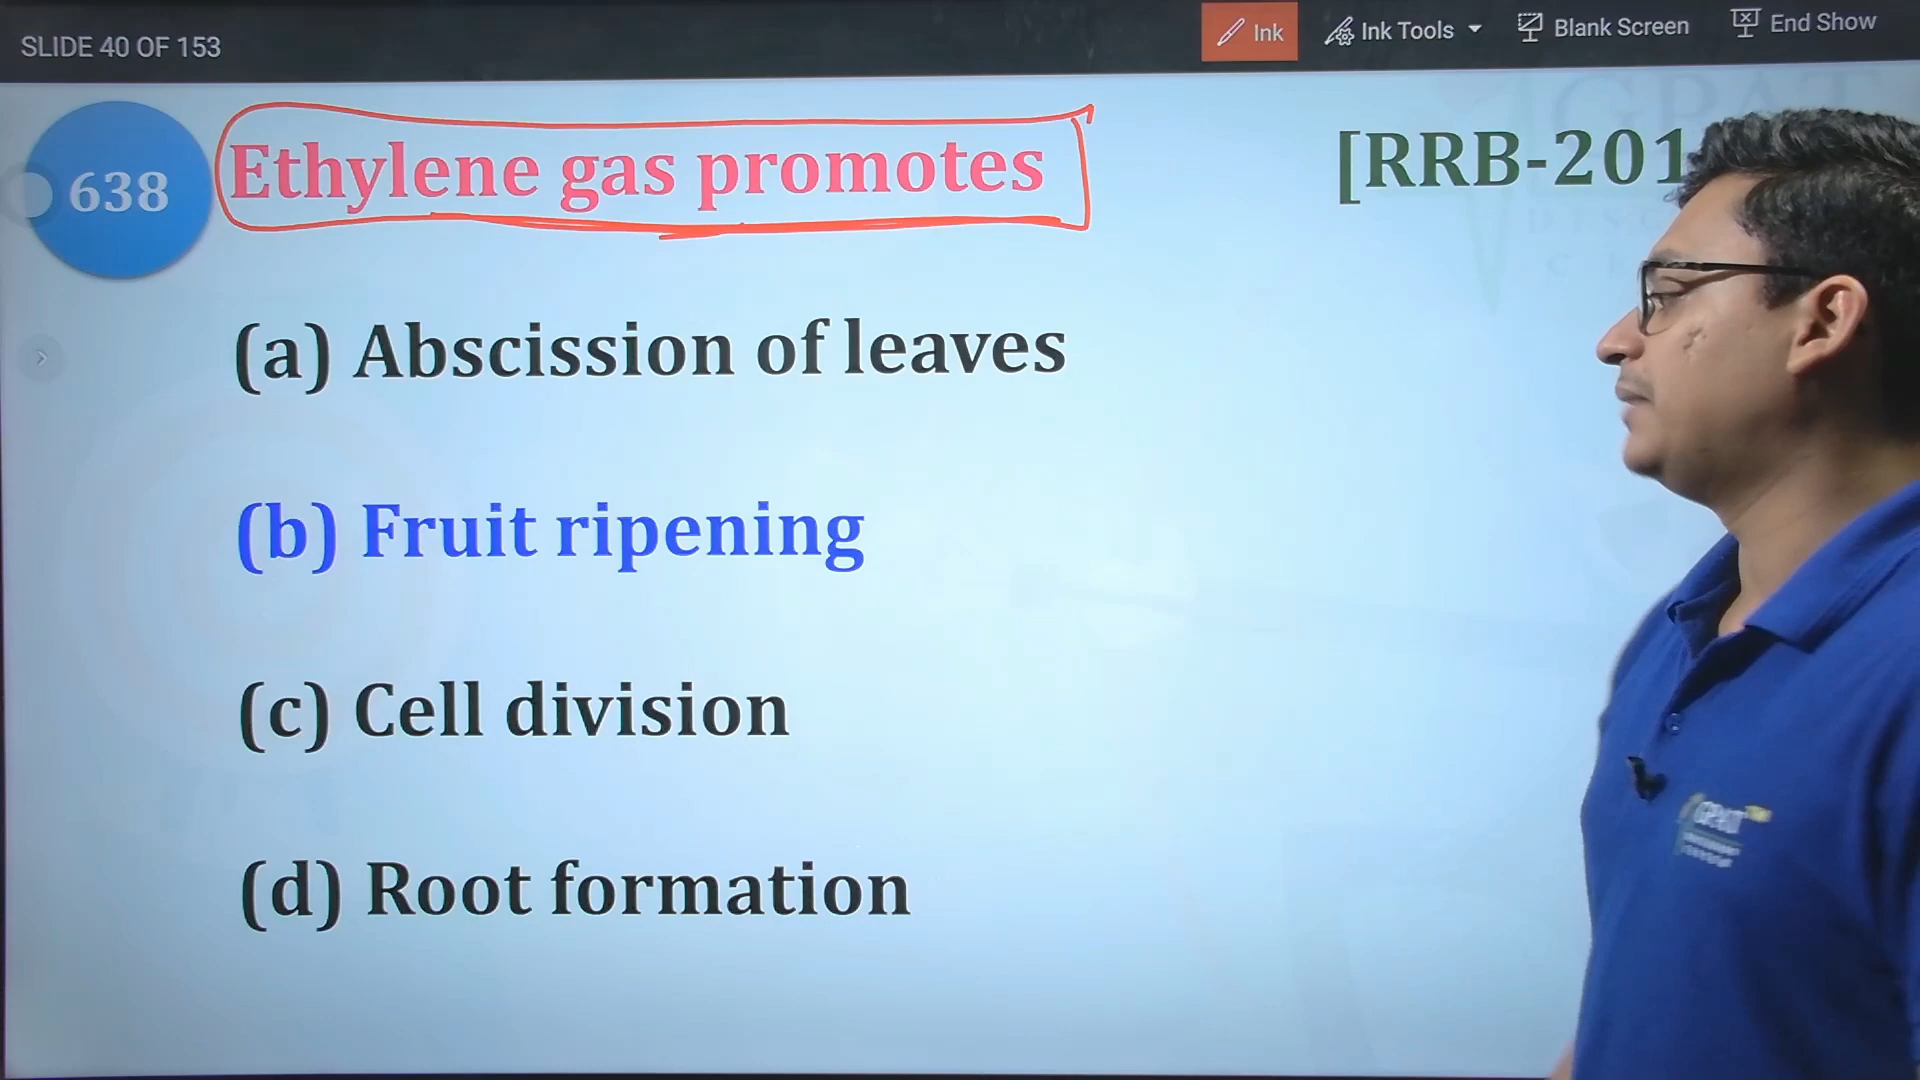 SLIDE 40 OF 153
Ink
Ink Tools
Blank Screen
End Show
638
Ethylene gas promotes
[RRB-201
(a) Abscission of leaves
(b) Fruit ripening
(c) Cell division
(d) Root formation
GPAT